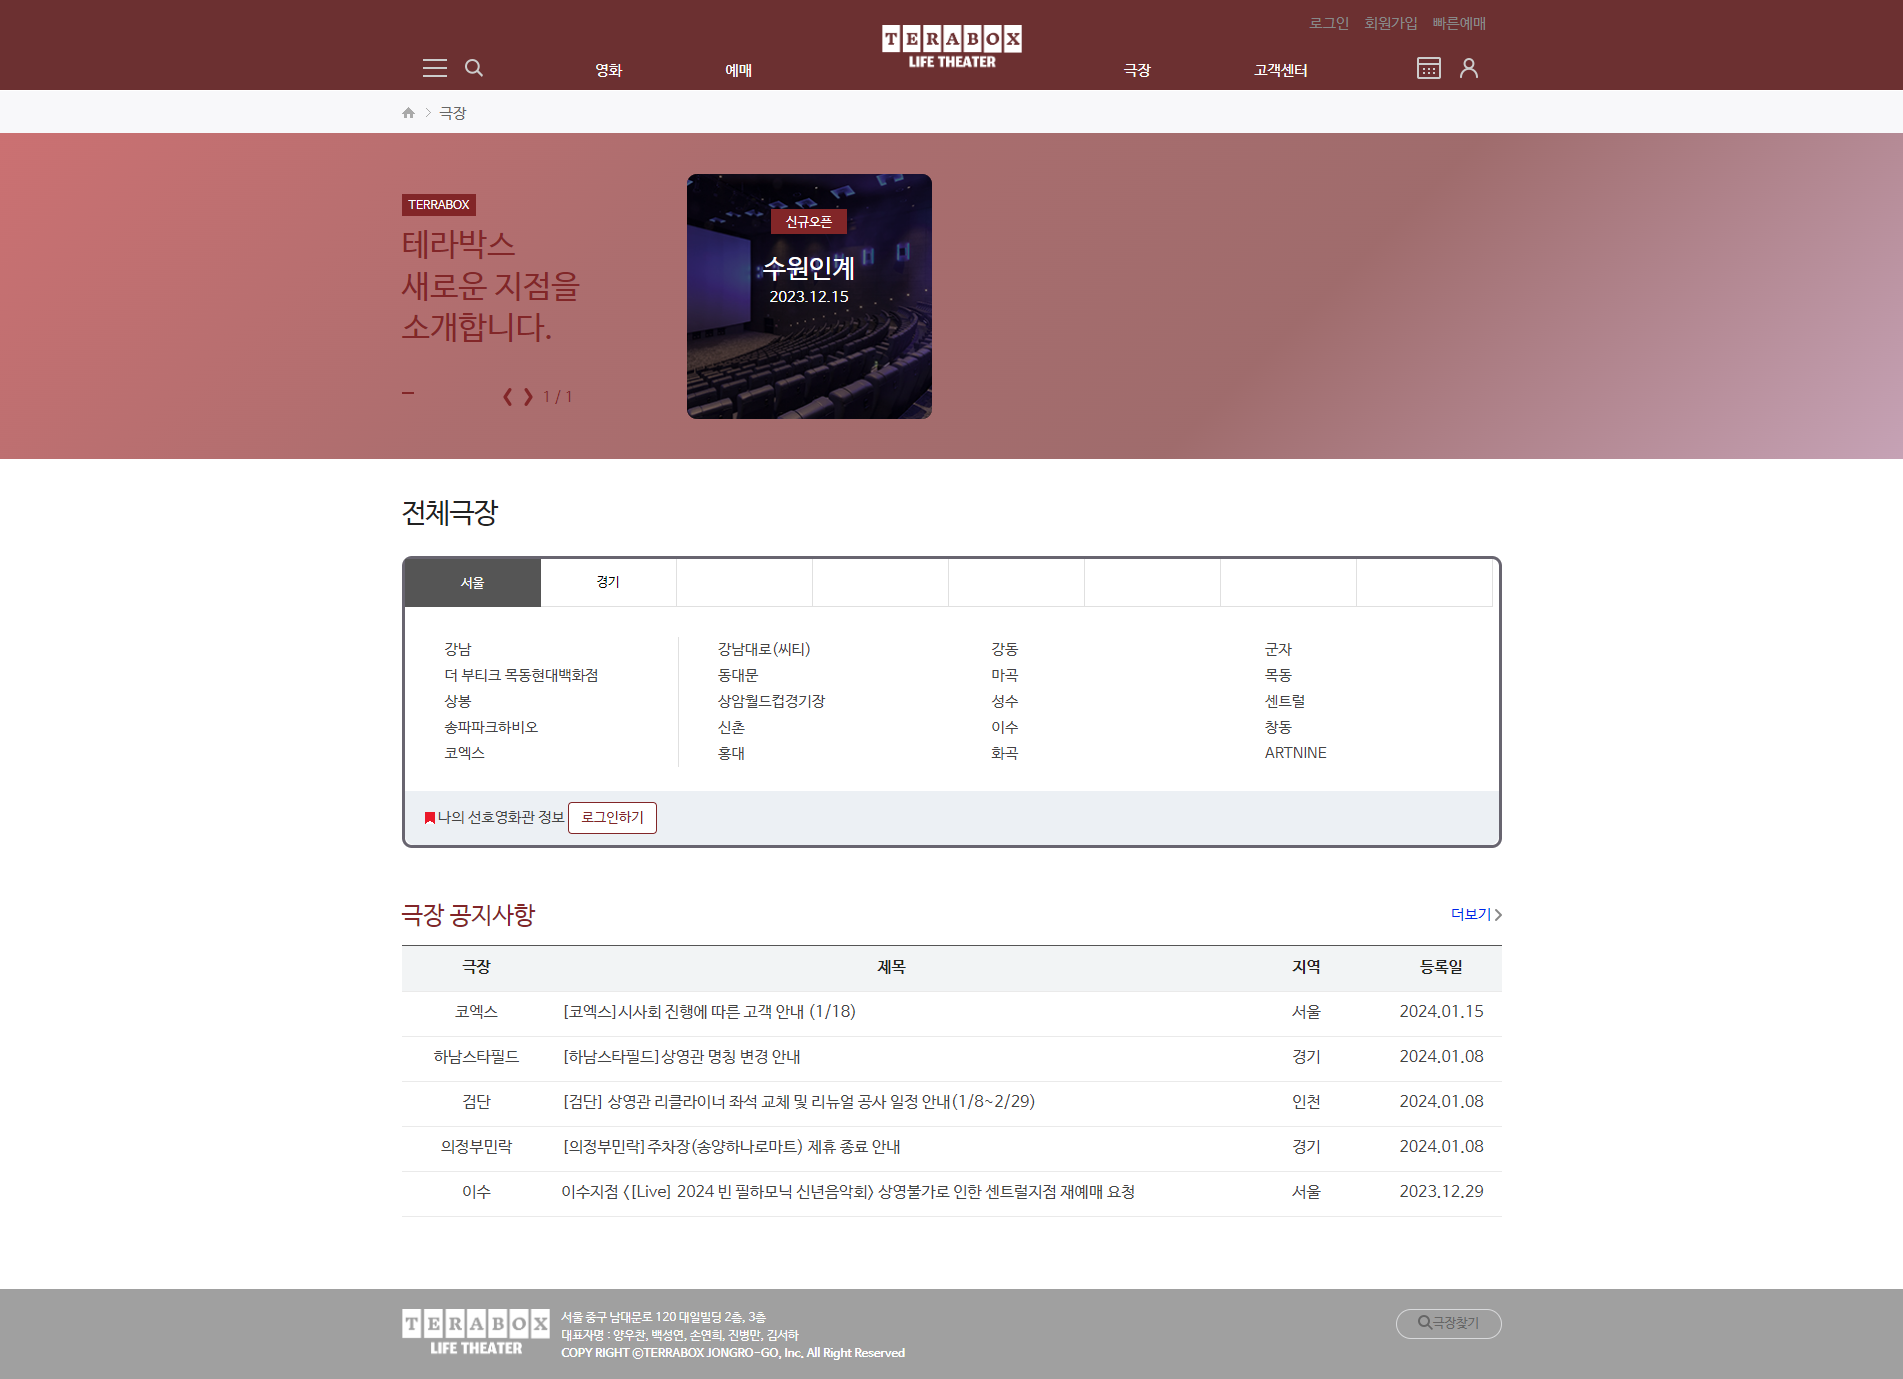 로그인 회원가입 빠른예매
TERABOX
LIFE THEATER
영화 예매 극장 고객센터
극장
TERRABOX
테라박스
새로운 지점을
소개합니다.
1 / 1
신규오픈
수원인계
2023.12.15
전체극장
서울 경기
강남 강남대로(씨티) 강동 군자
더 부티크 목동현대백화점 동대문 마곡 목동
상봉 상암월드컵경기장 성수 센트럴
송파파크하비오 신촌 이수 창동
코엑스 홍대 화곡 ARTNINE
나의 선호영화관 정보 로그인하기
극장 공지사항 더보기
극장 제목 지역 등록일
코엑스 [코엑스]시사회 진행에 따른 고객 안내 (1/18) 서울 2024.01.15
하남스타필드 [하남스타필드]상영관 명칭 변경 안내 경기 2024.01.08
검단 [검단] 상영관 리클라이너 좌석 교체 및 리뉴얼 공사 일정 안내(1/8~2/29) 인천 2024.01.08
의정부민락 [의정부민락]주차장(송양하나로마트) 제휴 종료 안내 경기 2024.01.08
이수 이수지점 <[Live] 2024 빈 필하모닉 신년음악회> 상영불가로 인한 센트럴지점 재예매 요청 서울 2023.12.29
TERABOX
LIFE THEATER
서울 중구 남대문로 120 대일빌딩 2층, 3층
대표자명 : 양우찬, 백성연, 손연희, 진병만, 김서하
COPY RIGHT ©TERRABOX JONGRO-GO, Inc. All Right Reserved
극장찾기